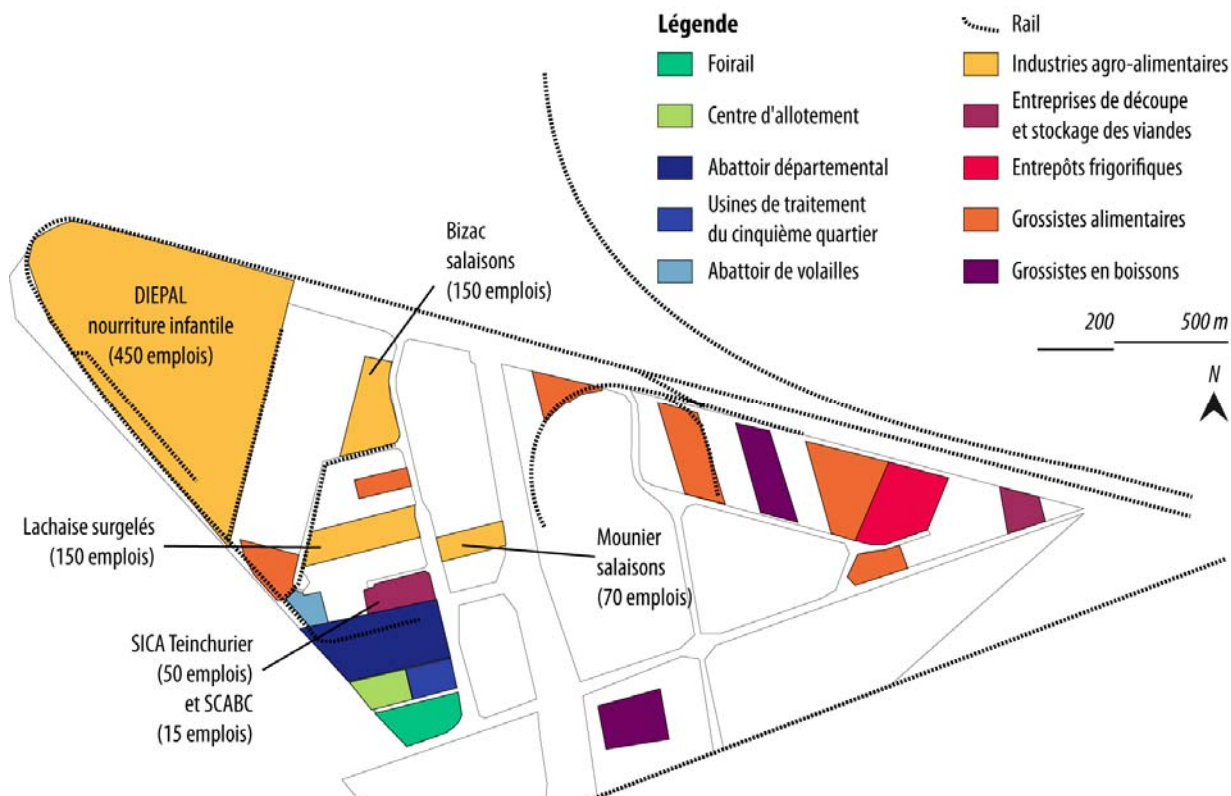 Légende
Foirail
Centre d'allotement
Abattoir départemental
Usines de traitement
du cinquième quartier
Abattoir de volailles
Rail
Industries agro-alimentaires
Entreprises de découpe
et stockage des viandes
Entrepôts frigorifiques
Grossistes alimentaires
Grossistes en boissons
200 500 m
N
Bizac
salaisons
(150 emplois)
DIEPAL
nourriture infantile
(450 emplois)
Lachaise surgelés
(150 emplois)
Mounier
salaisons
(70 emplois)
SICA Teinchurier
(50 emplois)
et SCABC
(15 emplois)